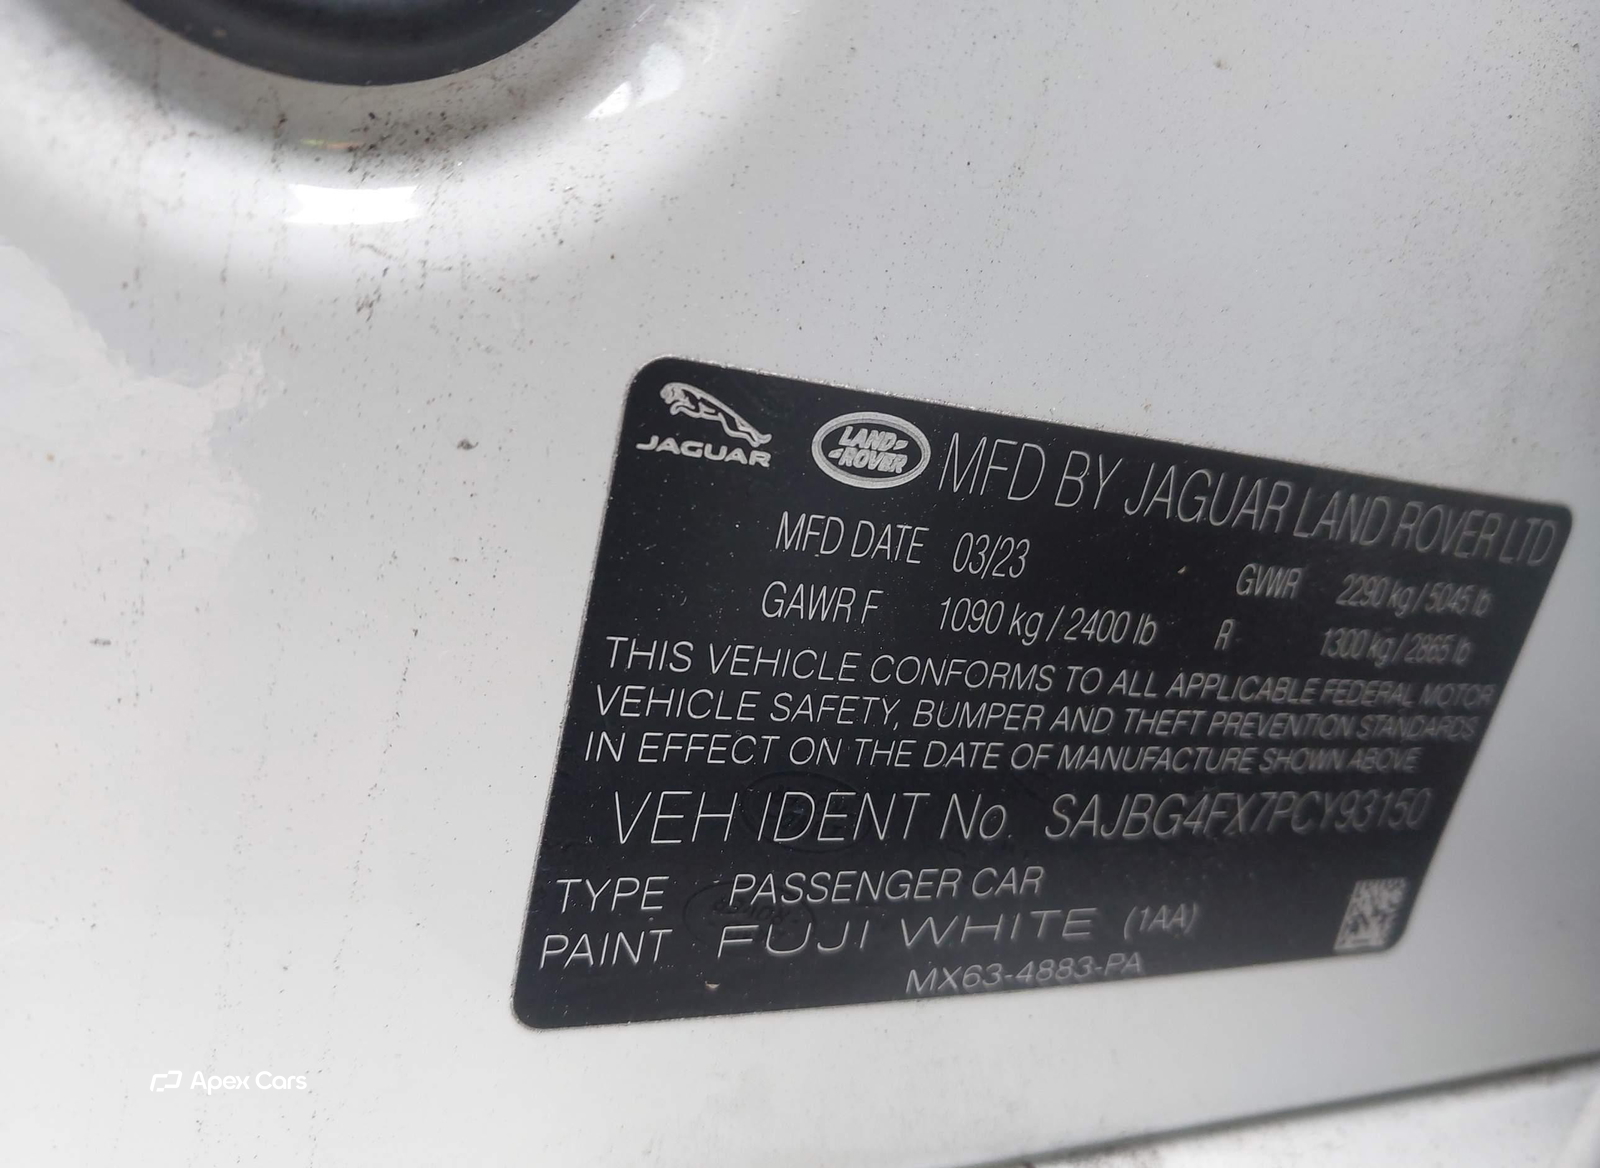 JAGUAR
LAND ROVER
MFD BY JAGUAR LAND ROVER LTD
MFD DATE 03/23 GVWR 2290 kg / 5045 lb
GAWR F 1090 kg / 2400 lb R 1300 kg / 2865 lb
THIS VEHICLE CONFORMS TO ALL APPLICABLE FEDERAL MOTOR
VEHICLE SAFETY, BUMPER AND THEFT PREVENTION STANDARDS
IN EFFECT ON THE DATE OF MANUFACTURE SHOWN ABOVE
VEH IDENT No. SAJBG4FX7PCY93150
TYPE PASSENGER CAR
PAINT FUJI WHITE (1AA)
MX63-4883-PA
Apex Cars